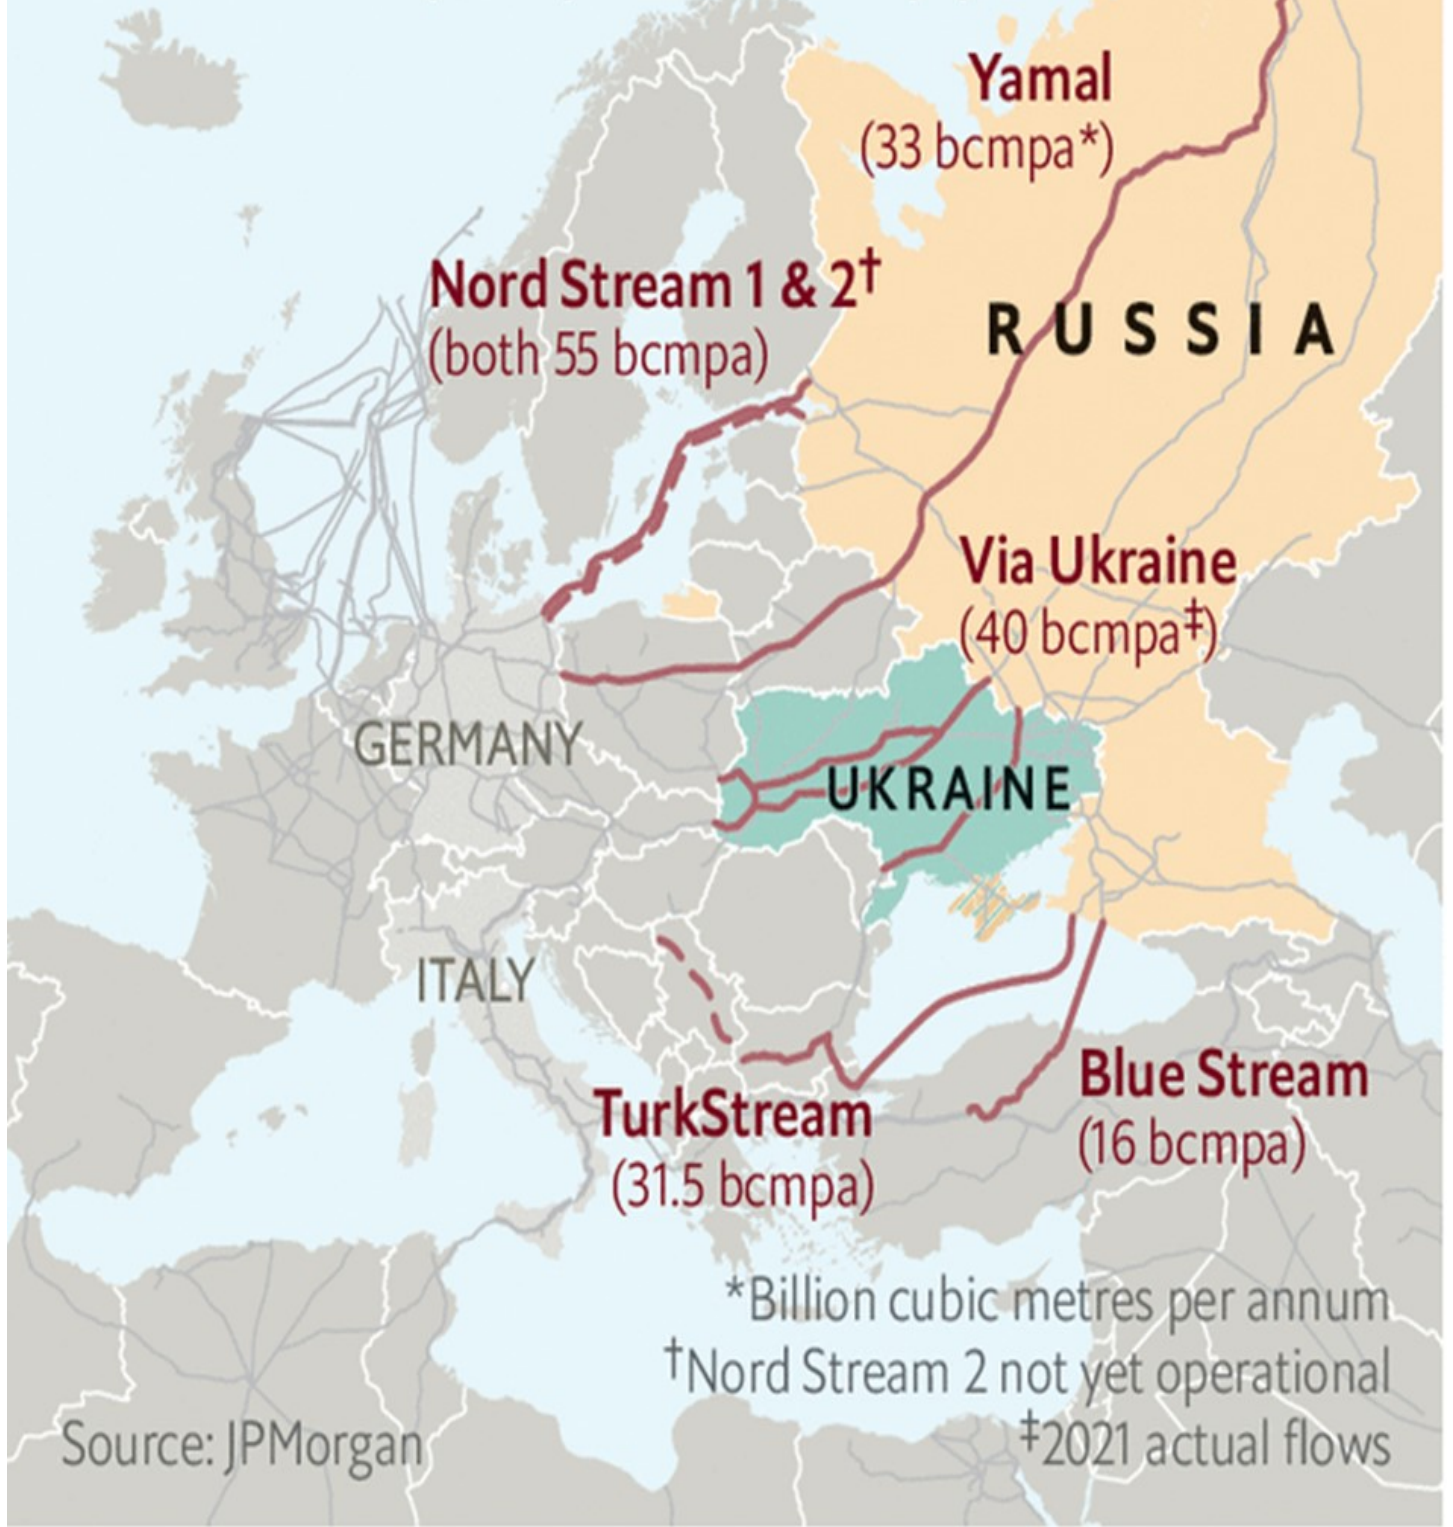 Yamal
(33 bcmpa*)
Nord Stream 1 & 2†
(both 55 bcmpa)
R U S S I A
Via Ukraine
(40 bcmpa‡)
GERMANY
UKRAINE
ITALY
TurkStream
(31.5 bcmpa)
Blue Stream
(16 bcmpa)
*Billion cubic metres per annum
†Nord Stream 2 not yet operational
‡2021 actual flows
Source: JPMorgan